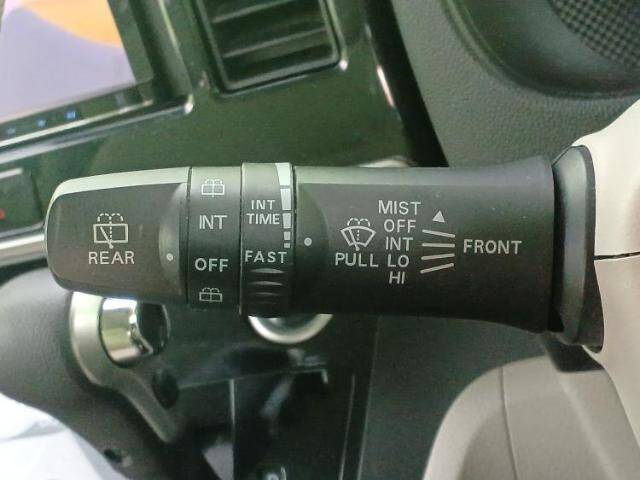 REAR
INT
OFF
INT
TIME
FAST
PULL
MIST
OFF
INT
LO
HI
FRONT